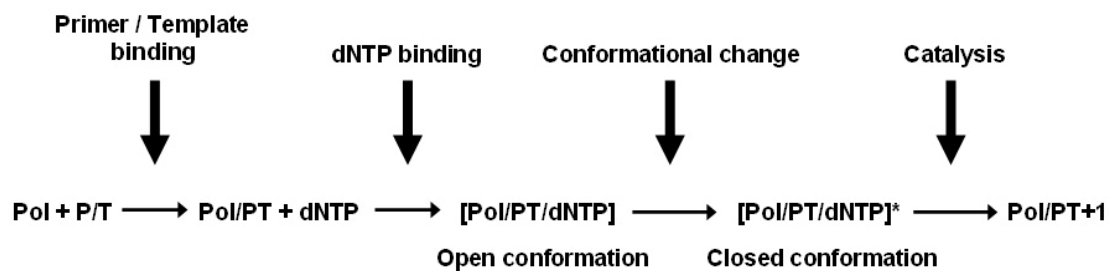 Primer / Template
binding
dNTP binding
Conformational change
Catalysis
Pol + P/T
Pol/PT + dNTP
[Pol/PT/dNTP]
[Pol/PT/dNTP]*
Pol/PT+1
Open conformation
Closed conformation